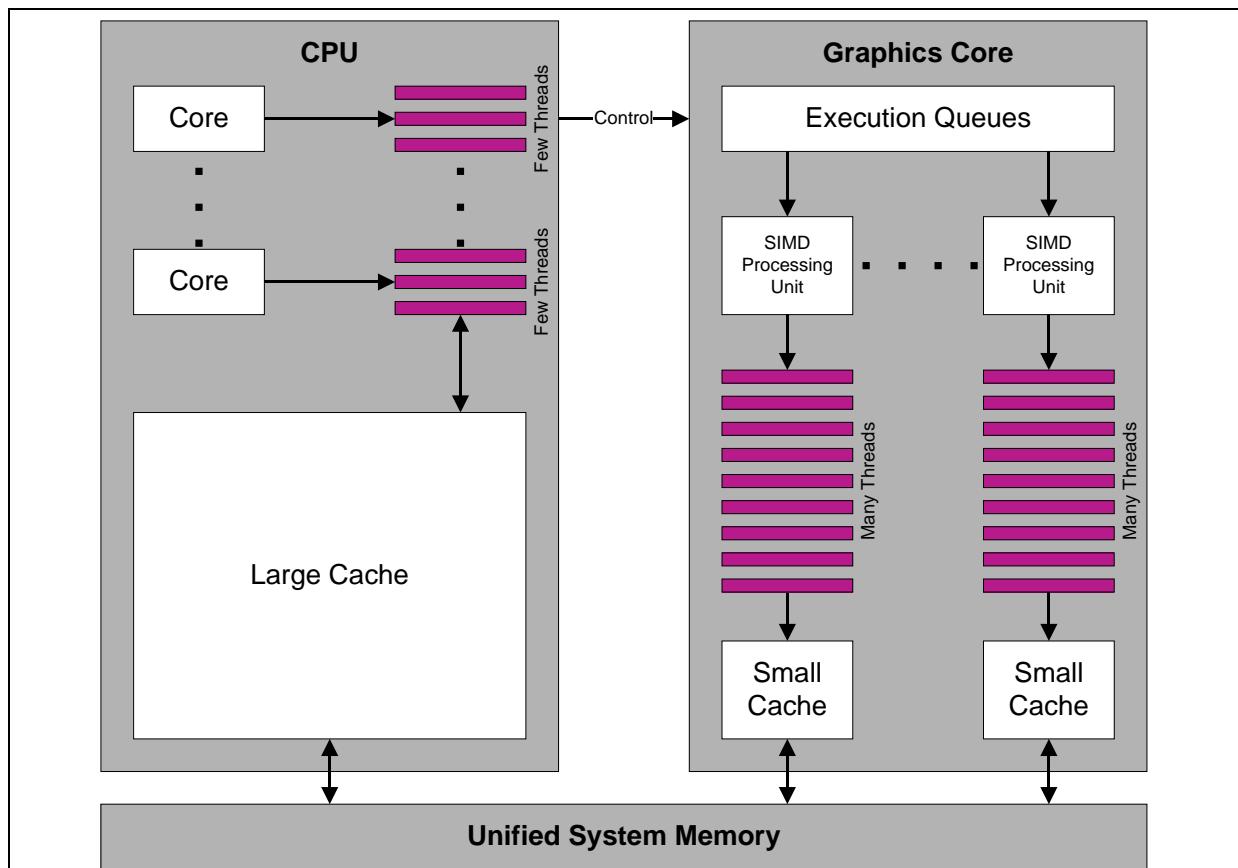 CPU
Core
Few Threads
Core
Few Threads
Large Cache
Control
Graphics Core
Execution Queues
SIMD
Processing
Unit
SIMD
Processing
Unit
Many Threads
Many Threads
Small
Cache
Small
Cache
Unified System Memory